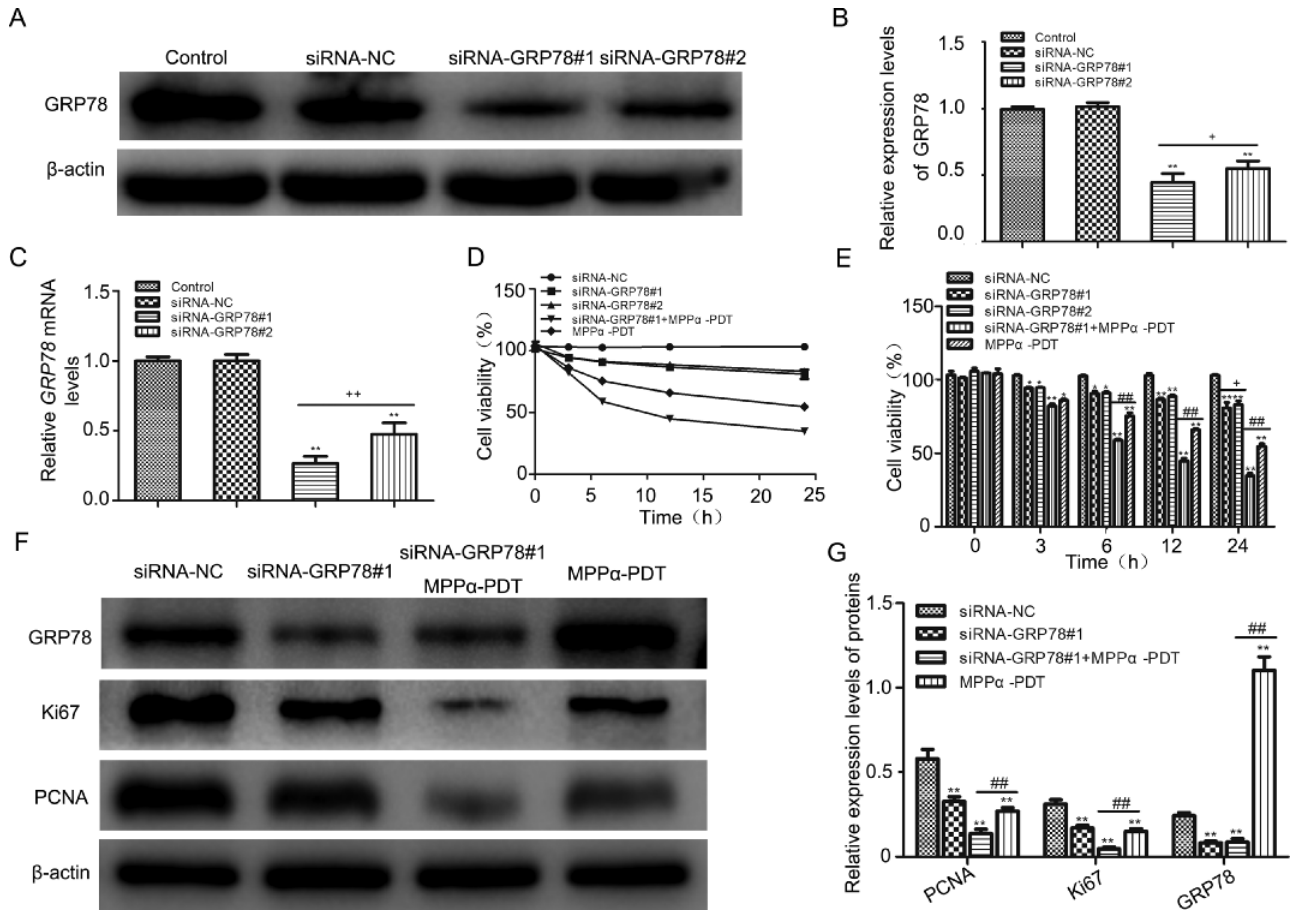 A
Control siRNA-NC siRNA-GRP78#1 siRNA-GRP78#2
GRP78
β-actin
B
Relative expression levels
of GRP78
1.5
1.0
0.5
0.0
Control
siRNA-NC
siRNA-GRP78#1
siRNA-GRP78#2
+
** **
C
Relative GRP78 mRNA
levels
1.5
1.0
0.5
0.0
Control
siRNA-NC
siRNA-GRP78#1
siRNA-GRP78#2
++
** **
D
Cell viability (%)
150
100
50
0
siRNA-NC
siRNA-GRP78#1
siRNA-GRP78#2
siRNA-GRP78#1+MPPα -PDT
MPPα -PDT
0 5 10 15 20 25
Time (h)
E
siRNA-NC
siRNA-GRP78#1
siRNA-GRP78#2
siRNA-GRP78#1+MPPα -PDT
MPPα -PDT
Cell viability (%)
150
100
50
0
* * ** *
* * ** ## **
** ** ** ## **
**** + ** ## **
0 3 6 12 24
Time (h)
F
siRNA-NC siRNA-GRP78#1 siRNA-GRP78#1 MPPα-PDT
MPPα-PDT
GRP78
Ki67
PCNA
β-actin
G
Relative expression levels of proteins
1.5
1.0
0.5
0
siRNA-NC
siRNA-GRP78#1
siRNA-GRP78#1+MPPα -PDT
MPPα -PDT
** ** ## **
** ** ## **
** ** ## **
PCNA Ki67 GRP78